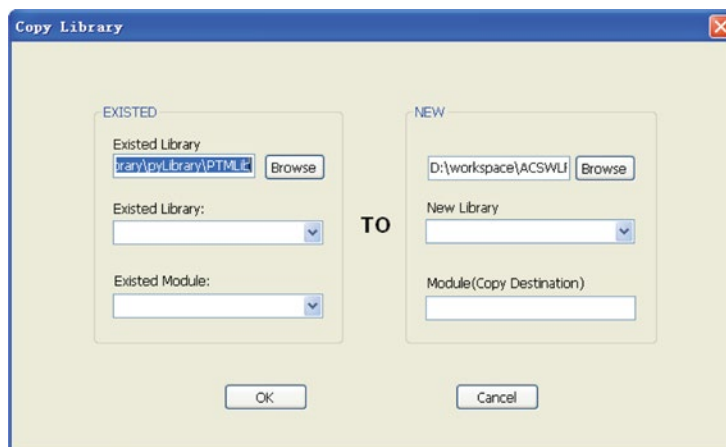 Copy Library
EXISTED
Existed Library
brary\pyLibrary\PTMLib
Browse
Existed Library:
Existed Module:
TO
NEW
D:\workspace\ACSWLF
Browse
New Library
Module(Copy Destination)
OK
Cancel